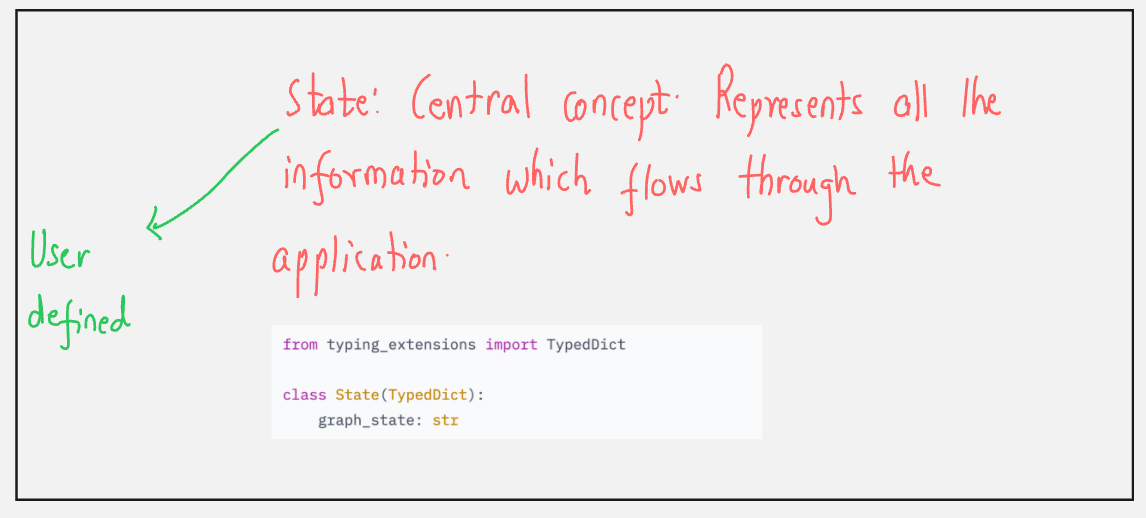 State: Central concept. Represents all the
information which flows through the
application.
User
defined
from typing_extensions import TypedDict
class State(TypedDict):
    graph_state: str